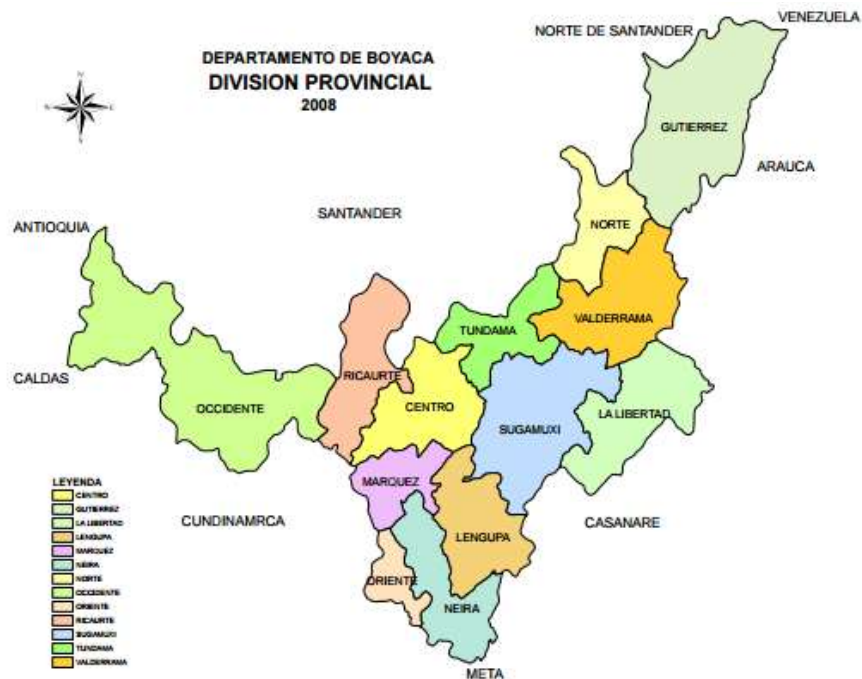 DEPARTAMENTO DE BOYACA
DIVISION PROVINCIAL
2008
N
E
S
VENEZUELA
NORTE DE SANTANDER
GUTIERREZ
ARAUCA
SANTANDER
NORTE
ANTIOQUIA
VALDERRAMA
TUNDAMA
CALDAS
RICAURTE
OCCIDENTE
CENTRO
LA LIBERTAD
SUGAMUXI
MARQUEZ
CUNDINAMRCA
CASANARE
LENGUPA
ORIENTE
NEIRA
META
LEYENDA
CENTRO
GUTIERREZ
LA LIBERTAD
LENGUPA
MARQUEZ
NEIRA
NORTE
OCCIDENTE
ORIENTE
RICAURTE
SUGAMUXI
TUNDAMA
VALDERRAMA